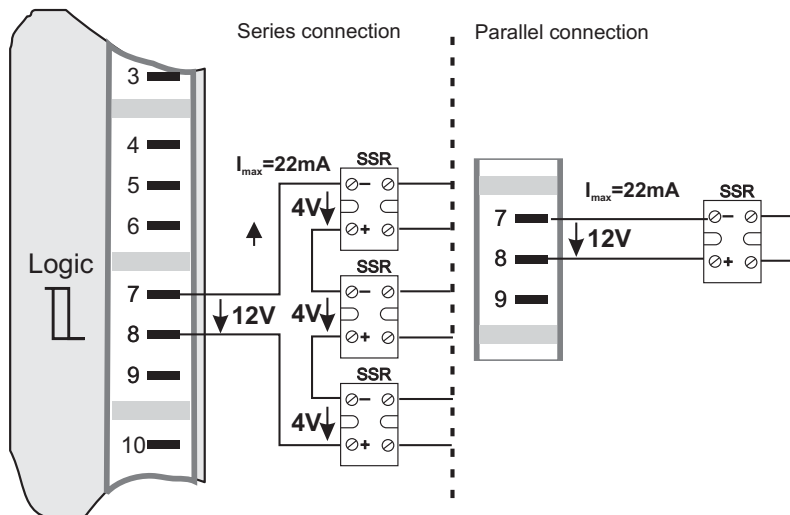 Series connection
Parallel connection
3
4
5
6
Logic
7
8
9
10
12V
Imax=22mA
SSR
–
4V
+
SSR
–
4V
+
SSR
–
4V
+
7
8
9
Imax=22mA
12V
SSR
–
+